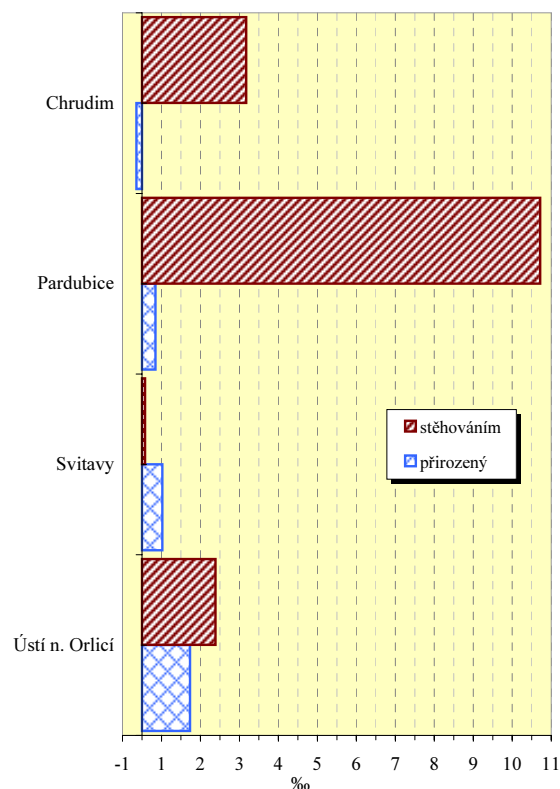 Chrudim
Pardubice
Svitavy
Ústí n. Orlicí
stěhováním
přirozený
-1 1 2 3 4 5 6 7 8 9 10 11
‰